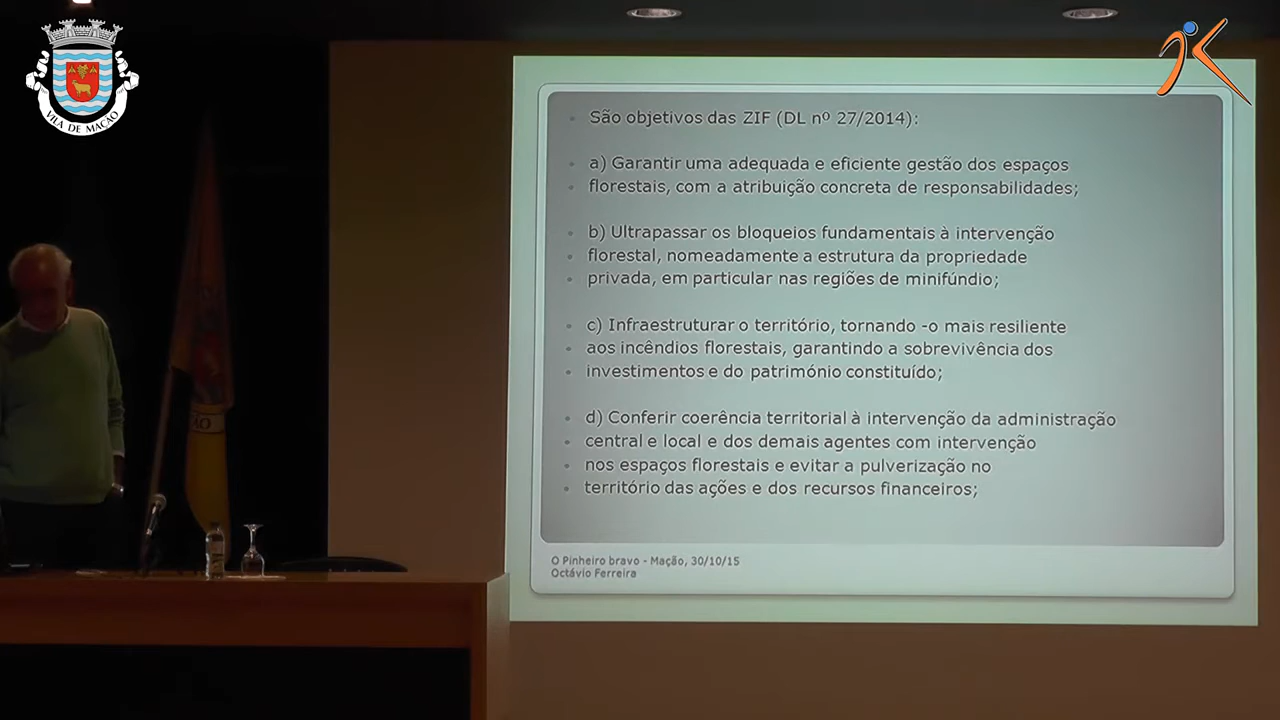 VILA DE MAÇÃO
São objetivos das ZIF (DL nº 27/2014):
a) Garantir uma adequada e eficiente gestão dos espaços
florestais, com a atribuição concreta de responsabilidades;
b) Ultrapassar os bloqueios fundamentais à intervenção
florestal, nomeadamente a estrutura da propriedade
privada, em particular nas regiões de minifúndio;
c) Infraestruturar o território, tornando -o mais resiliente
aos incêndios florestais, garantindo a sobrevivência dos
investimentos e do património constituído;
d) Conferir coerência territorial à intervenção da administração
central e local e dos demais agentes com intervenção
nos espaços florestais e evitar a pulverização no
território das ações e dos recursos financeiros;
O Pinheiro bravo - Mação, 30/10/15
Octávio Ferreira